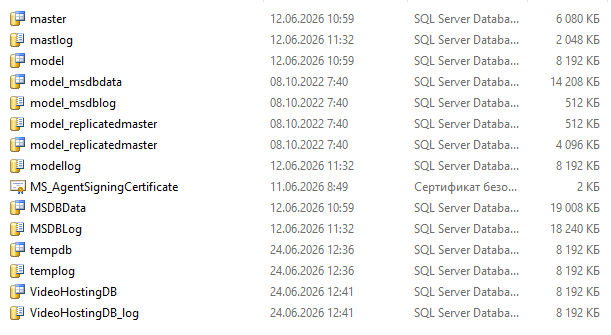 master 12.06.2026 10:59 SQL Server Databa... 6 080 КБ
mastlog 12.06.2026 11:32 SQL Server Databa... 2 048 КБ
model 12.06.2026 10:59 SQL Server Databa... 8 192 КБ
model_msdbdata 08.10.2022 7:40 SQL Server Databa... 14 208 КБ
model_msdblog 08.10.2022 7:40 SQL Server Databa... 512 КБ
model_replicatedmaster 08.10.2022 7:40 SQL Server Databa... 512 КБ
model_replicatedmaster 08.10.2022 7:40 SQL Server Databa... 4 096 КБ
modellog 12.06.2026 11:32 SQL Server Databa... 8 192 КБ
MS_AgentSigningCertificate 11.06.2026 8:49 Сертификат безо... 2 КБ
MSDBData 12.06.2026 10:59 SQL Server Databa... 19 008 КБ
MSDBLog 12.06.2026 11:32 SQL Server Databa... 18 240 КБ
tempdb 24.06.2026 12:36 SQL Server Databa... 8 192 КБ
templog 24.06.2026 12:36 SQL Server Databa... 8 192 КБ
VideoHostingDB 24.06.2026 12:41 SQL Server Databa... 8 192 КБ
VideoHostingDB_log 24.06.2026 12:41 SQL Server Databa... 8 192 КБ